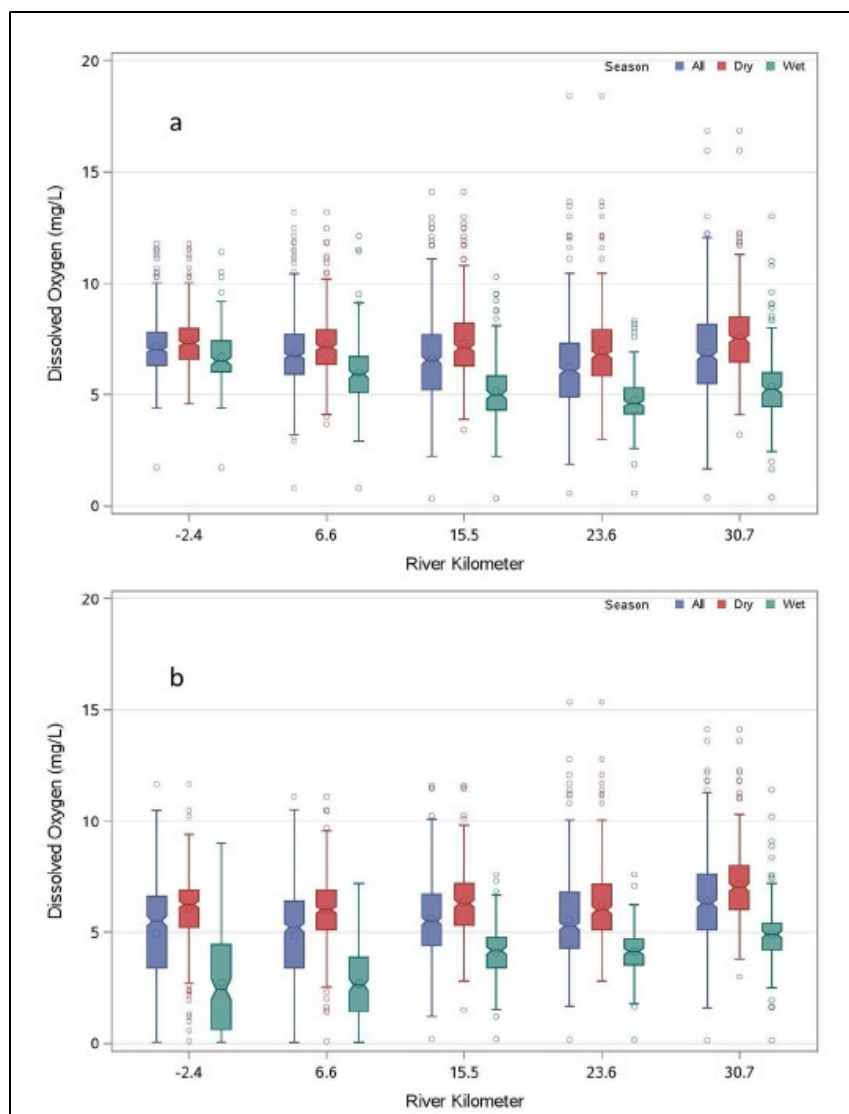 20
Season All Dry Wet
a
15
Dissolved Oxygen (mg/L)
10
5
0
-2.4 6.6 15.5 23.6 30.7
River Kilometer
20
Season All Dry Wet
b
15
Dissolved Oxygen (mg/L)
10
5
0
-2.4 6.6 15.5 23.6 30.7
River Kilometer